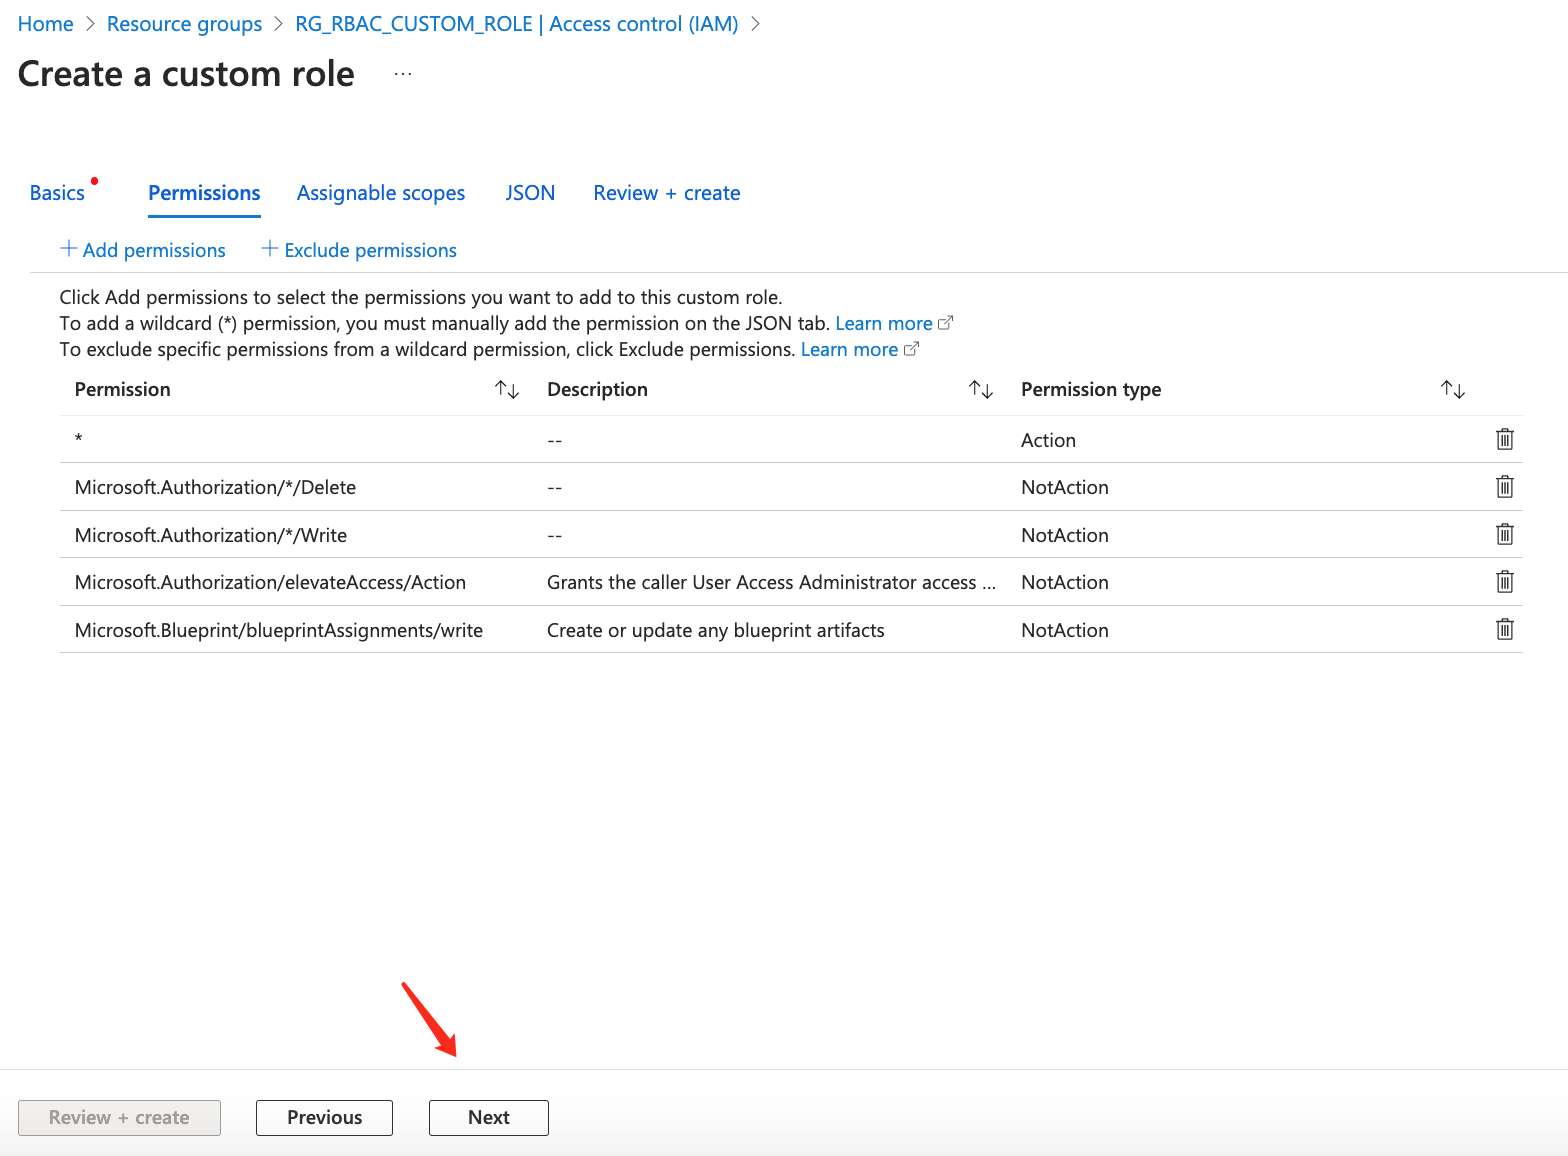 Home > Resource groups > RG_RBAC_CUSTOM_ROLE | Access control (IAM) >
Create a custom role ...
Basics Permissions Assignable scopes JSON Review + create
+ Add permissions + Exclude permissions
Click Add permissions to select the permissions you want to add to this custom role.
To add a wildcard (*) permission, you must manually add the permission on the JSON tab. Learn more
To exclude specific permissions from a wildcard permission, click Exclude permissions. Learn more
Permission ↑↓ Description ↑↓ Permission type ↑↓
* -- Action
Microsoft.Authorization/*/Delete -- NotAction
Microsoft.Authorization/*/Write -- NotAction
Microsoft.Authorization/elevateAccess/Action Grants the caller User Access Administrator access ... NotAction
Microsoft.Blueprint/blueprintAssignments/write Create or update any blueprint artifacts NotAction
Review + create Previous Next